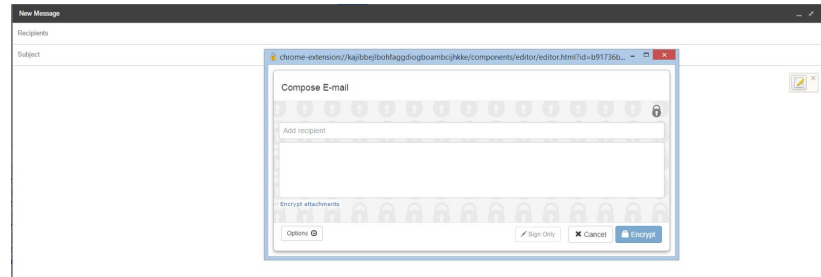 New Message
Recipients
Subject
chrome-extension://kajibbejlbohfaggdiogboambcijhkke/components/editor/editor.html?id=b91736b...
Compose E-mail
Add recipient
Encrypt attachments
Options
Sign Only
Cancel
Encrypt